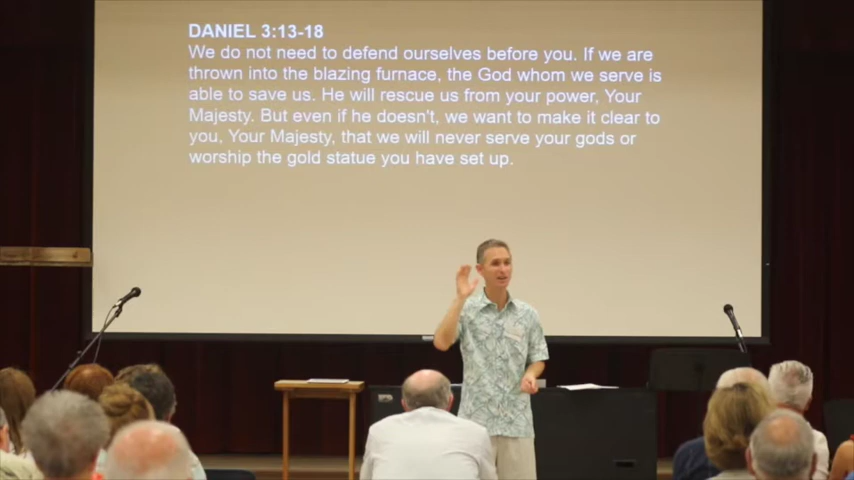 DANIEL 3:13-18
We do not need to defend ourselves before you. If we are
thrown into the blazing furnace, the God whom we serve is
able to save us. He will rescue us from your power, Your
Majesty. But even if he doesn't, we want to make it clear to
you, Your Majesty, that we will never serve your gods or
worship the gold statue you have set up.